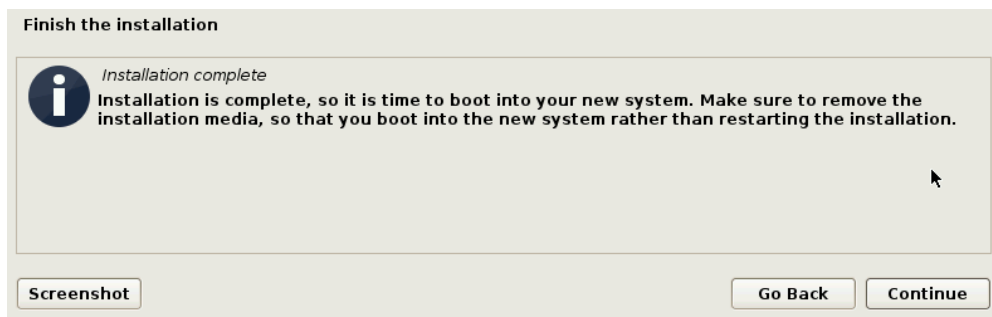 Finish the installation
Installation complete
Installation is complete, so it is time to boot into your new system. Make sure to remove the
installation media, so that you boot into the new system rather than restarting the installation.
Screenshot
Go Back
Continue